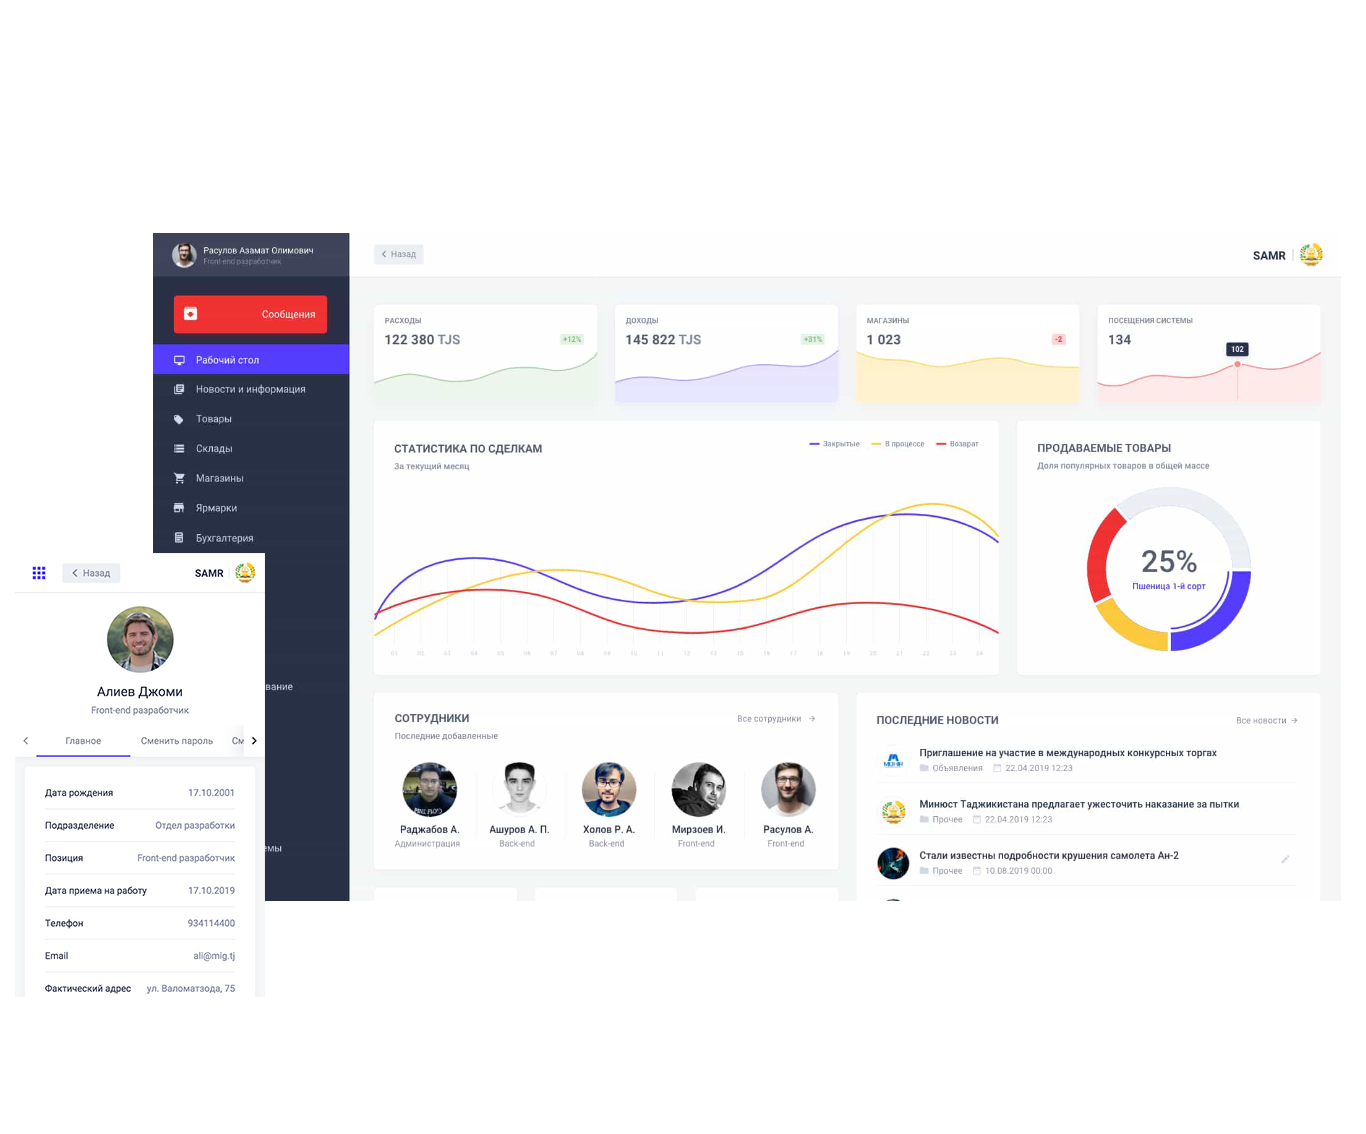 Расулов Азамат Олимович
Front-end разработчик
Сообщения
Рабочий стол
Новости и информация
Товары
Склады
Магазины
Ярмарки
Бухгалтерия
вание
емы
Назад
SAMR
РАСХОДЫ
122 380 TJS
+12%
ДОХОДЫ
145 822 TJS
+31%
МАГАЗИНЫ
1 023
-2
ПОСЕЩЕНИЯ СИСТЕМЫ
134
102
СТАТИСТИКА ПО СДЕЛКАМ
За текущий месяц
Закрытые
В процессе
Возврат
01 02 03 04 05 06 07 08 09 10 11 12 13 15 16 17 18 19 20 21 22 23 24
ПРОДАВАЕМЫЕ ТОВАРЫ
Доля популярных товаров в общей массе
25%
Пшеница 1-й сорт
СОТРУДНИКИ
Последние добавленные
Все сотрудники
Раджабов А.
Администрация
Ашуров А. П.
Back-end
Холов Р. А.
Back-end
Мирзоев И.
Front-end
Расулов А.
Front-end
ПОСЛЕДНИЕ НОВОСТИ
Все новости
Приглашение на участие в международных конкурсных торгах
Объявления 22.04.2019 12:23
Минюст Таджикистана предлагает ужесточить наказание за пытки
Прочее 22.04.2019 12:23
Стали известны подробности крушения самолета Ан-2
Прочее 10.08.2019 00:00
Назад
SAMR
Алиев Джоми
Front-end разработчик
Главное
Сменить пароль
См
Дата рождения 17.10.2001
Подразделение Отдел разработки
Позиция Front-end разработчик
Дата приема на работу 17.10.2019
Телефон 934114400
Email ali@mlg.tj
Фактический адрес ул. Валоматзода, 75